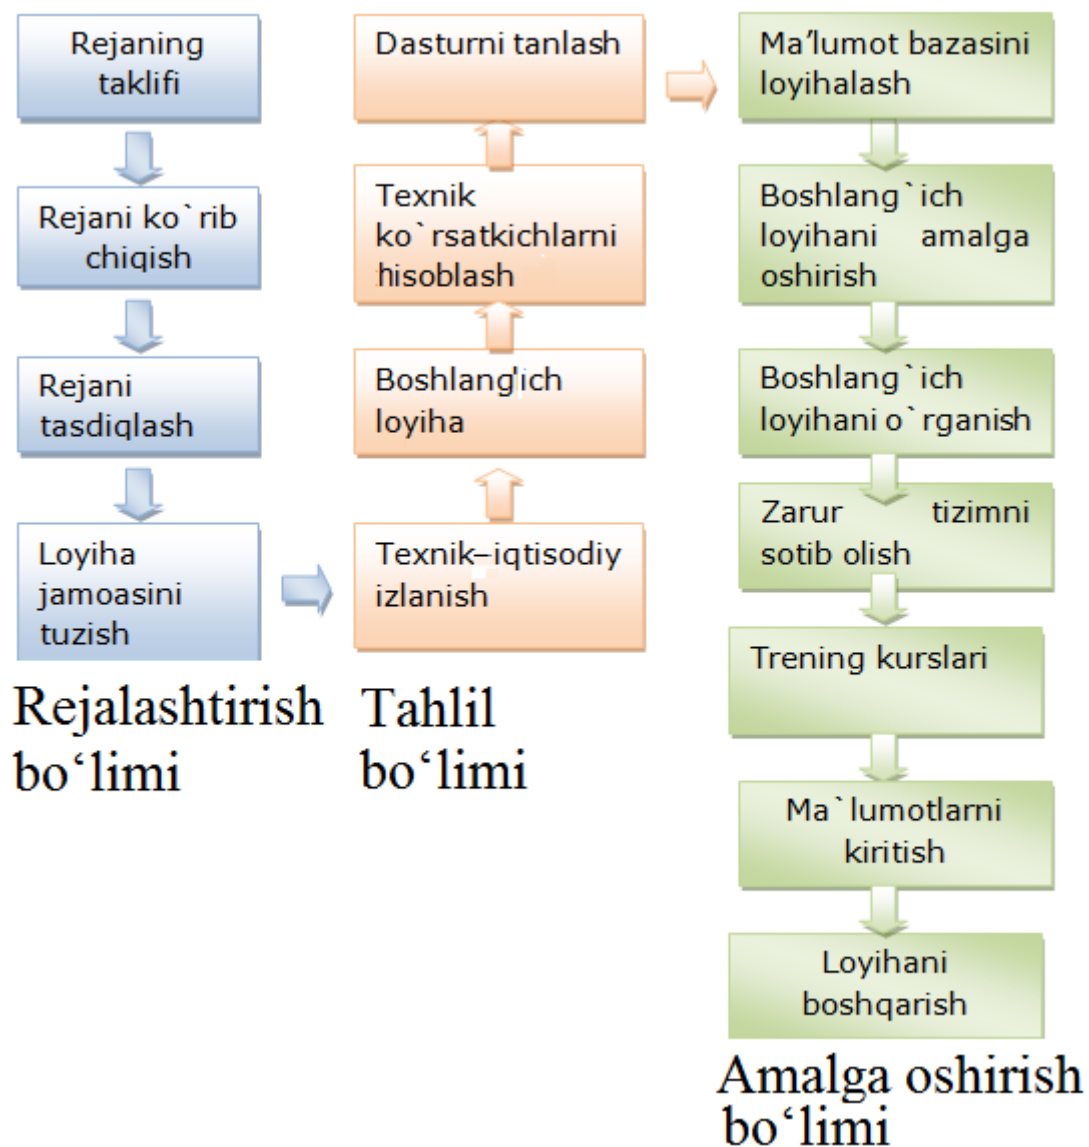 Rejaning
taklifi
Rejani ko`rib
chiqish
Rejani
tasdiqlash
Loyiha
jamoasini
tuzish
Rejalashtirish
bo‘limi
Dasturni tanlash
Texnik
ko`rsatkichlarni
hisoblash
Boshlang'ich
loyiha
Texnik–iqtisodiy
izlanish
Tahlil
bo‘limi
Ma’lumot bazasini
loyihalash
Boshlang`ich
loyihani amalga
oshirish
Boshlang`ich
loyihani o`rganish
Zarur tizimni
sotib olish
Trening kurslari
Ma`lumotlarni
kiritish
Loyihani
boshqarish
Amalga oshirish
bo‘limi